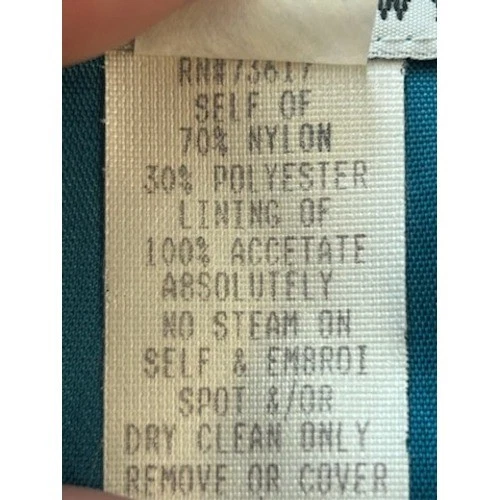 RN#73617
SELF OF
70% NYLON
30% POLYESTER
LINING OF
100% ACCETATE
ABSOLUTELY
NO STEAM ON
SELF & EMBROI
SPOT &/OR
DRY CLEAN ONLY
REMOVE OR COVER